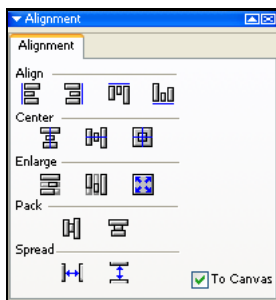 Alignment
Alignment
Align
Center
Enlarge
Pack
Spread
To Canvas